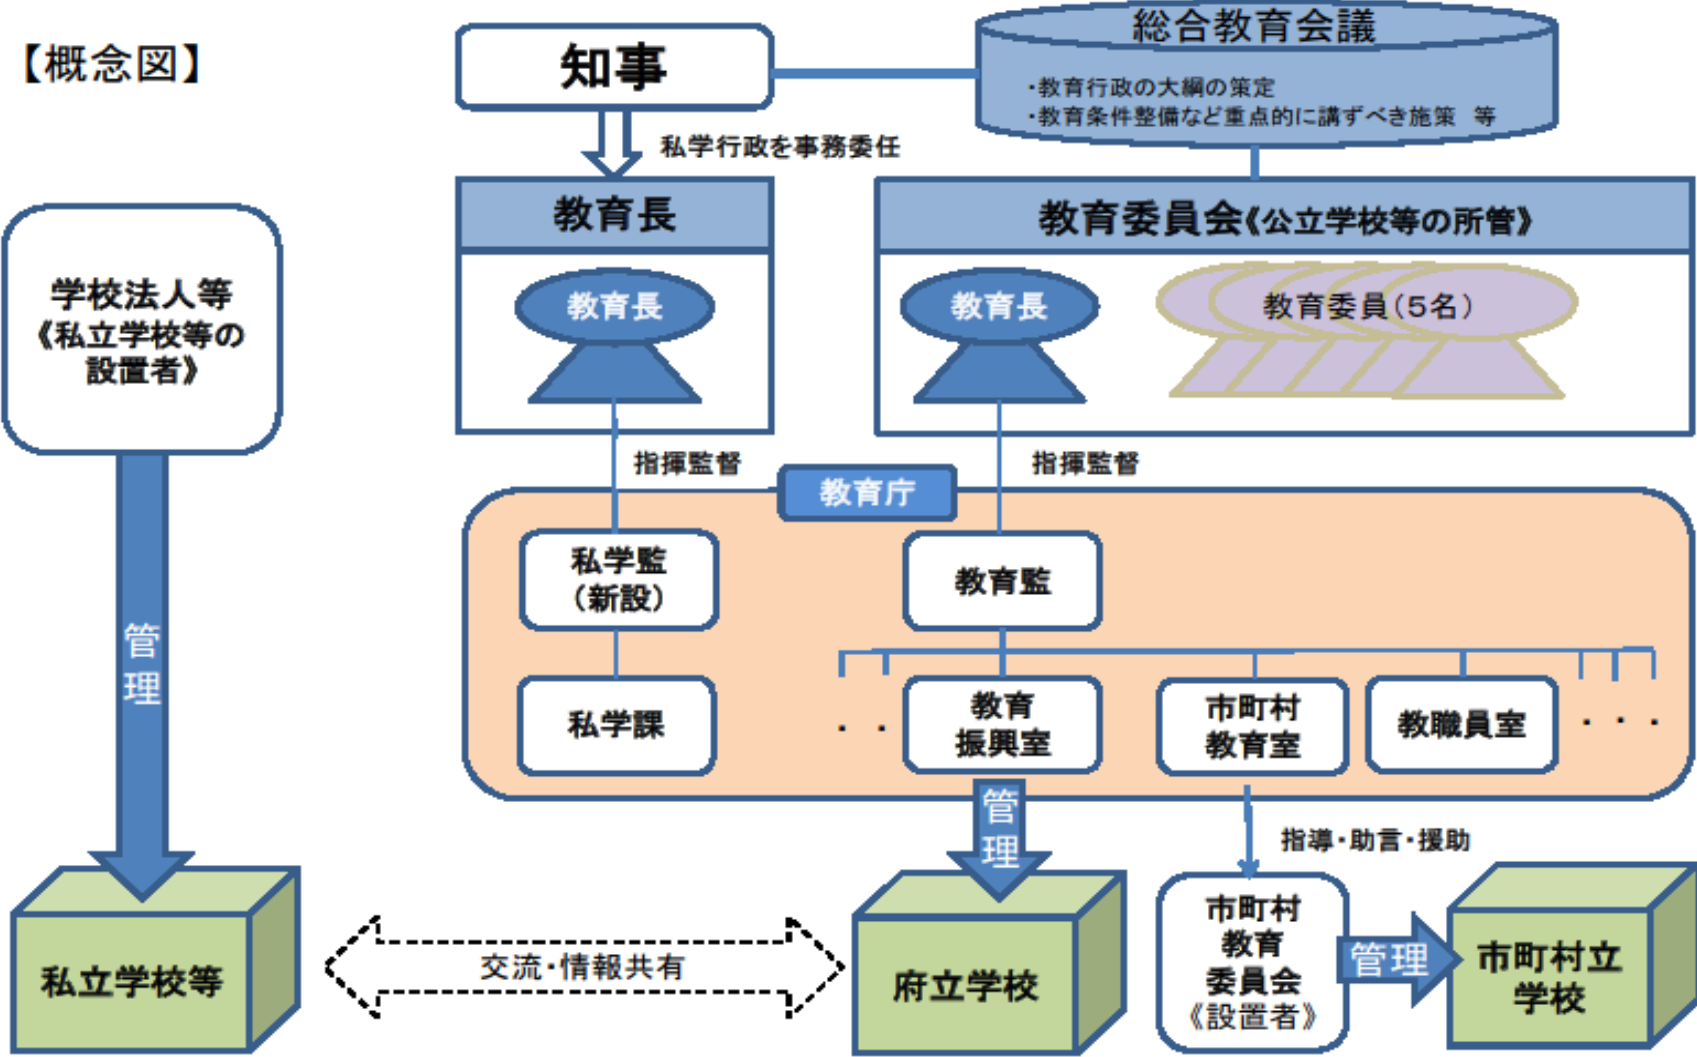 【概念図】
知事
総合教育会議
・教育行政の大綱の策定
・教育条件整備など重点的に講ずべき施策　等
私学行政を事務委任
教育長
教育委員会《公立学校等の所管》
学校法人等
《私立学校等の
設置者》
教育長
教育長
教育委員（５名）
指揮監督
指揮監督
教育庁
私学監
（新設）
教育監
管
理
私学課
・・
教育
振興室
市町村
教育室
教職員室
・・・
管
理
指導・助言・援助
私立学校等
交流・情報共有
府立学校
市町村
教育
委員会
《設置者》
管理
市町村立
学校